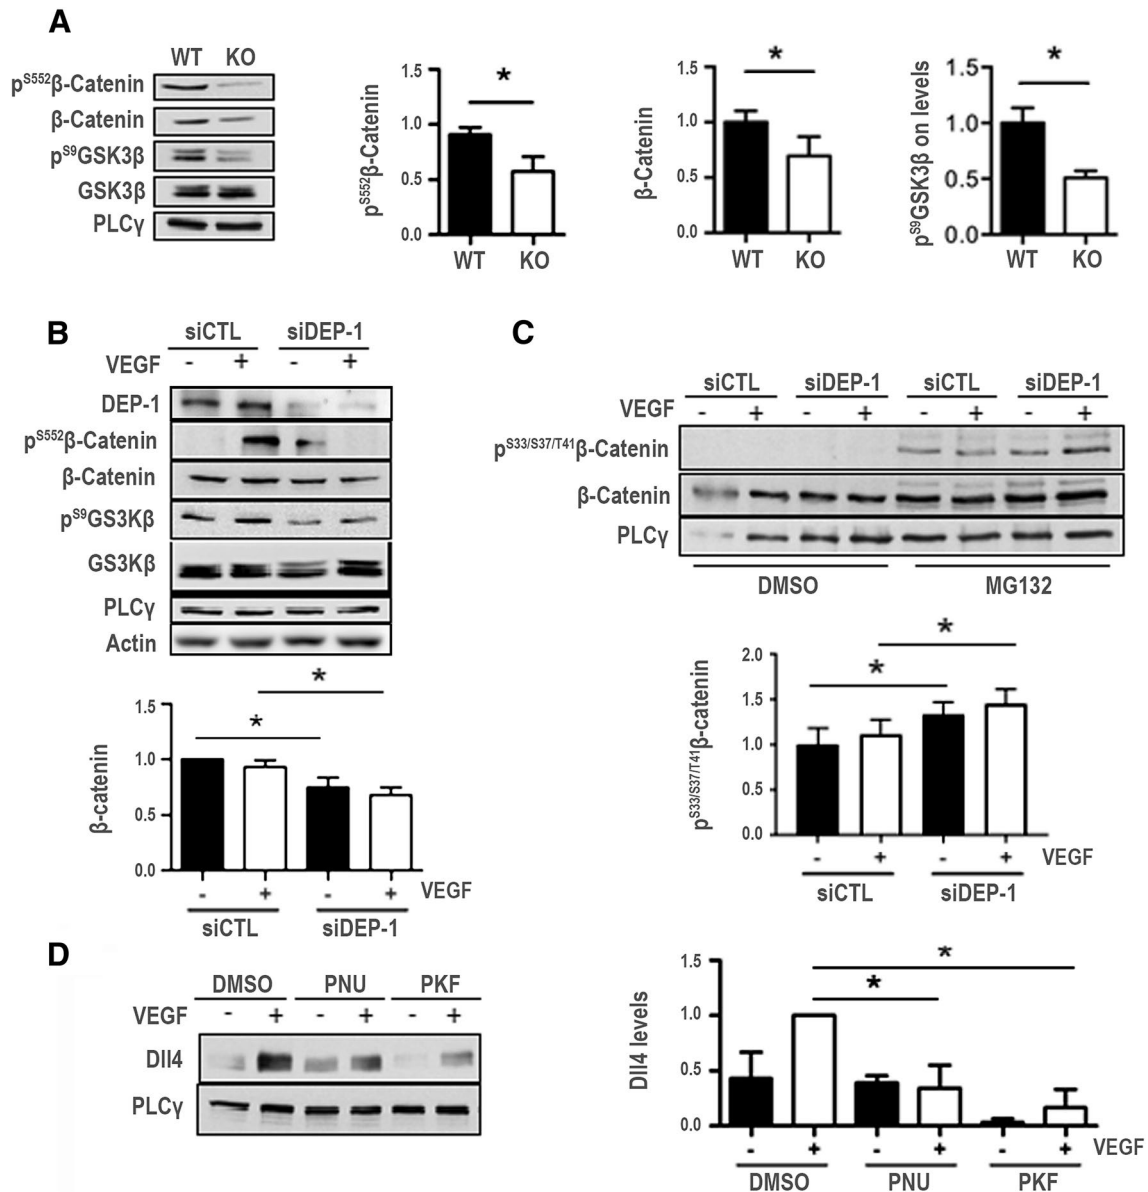 A
WT KO
pS552β-Catenin
β-Catenin
pS9GSK3β
GSK3β
PLCγ
pS552β-Catenin
1.5
1.0
0.5
0.0
*
WT KO
β-Catenin
1.5
1.0
0.5
0.0
*
WT KO
pS9GSK3β on levels
1.5
1.0
0.5
0.0
*
WT KO
B
siCTL siDEP-1
VEGF - + - +
DEP-1
pS552β-Catenin
β-Catenin
pS9GS3Kβ
GS3Kβ
PLCγ
Actin
β-catenin
1.5
1.0
0.5
0.0
*
*
- + - + VEGF
siCTL siDEP-1
C
siCTL siDEP-1 siCTL siDEP-1
VEGF - + - + - + - +
pS33/S37/T41β-Catenin
β-Catenin
PLCγ
DMSO MG132
pS33/S37/T41β-catenin
2.0
1.5
1.0
0.5
0.0
*
*
- + - + VEGF
siCTL siDEP-1
D
DMSO PNU PKF
VEGF - + - + - +
Dll4
PLCγ
Dll4 levels
1.5
1.0
0.5
0.0
*
*
- + - + - + VEGF
DMSO PNU PKF